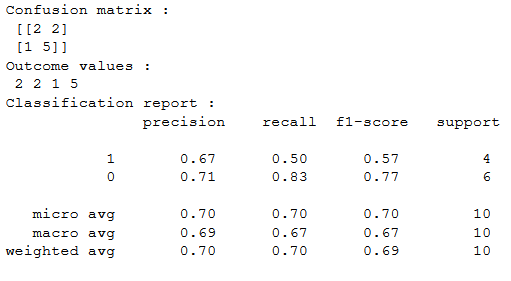 Confusion matrix :
[[2 2]
[1 5]]
Outcome values :
2 2 1 5
Classification report :
precision recall f1-score support
1 0.67 0.50 0.57 4
0 0.71 0.83 0.77 6
micro avg 0.70 0.70 0.70 10
macro avg 0.69 0.67 0.67 10
weighted avg 0.70 0.70 0.69 10